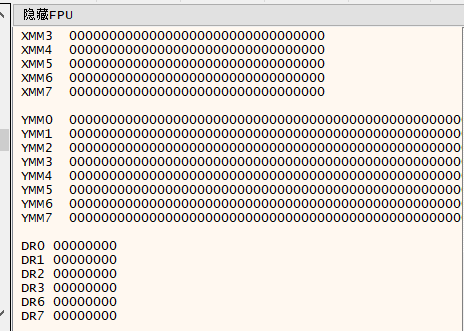 隐藏FPU
XMM3  00000000000000000000000000000000
XMM4  00000000000000000000000000000000
XMM5  00000000000000000000000000000000
XMM6  00000000000000000000000000000000
XMM7  00000000000000000000000000000000
YMM0  0000000000000000000000000000000000000000000000000
YMM1  0000000000000000000000000000000000000000000000000
YMM2  0000000000000000000000000000000000000000000000000
YMM3  0000000000000000000000000000000000000000000000000
YMM4  0000000000000000000000000000000000000000000000000
YMM5  0000000000000000000000000000000000000000000000000
YMM6  0000000000000000000000000000000000000000000000000
YMM7  0000000000000000000000000000000000000000000000000
DR0 00000000
DR1 00000000
DR2 00000000
DR3 00000000
DR6 00000000
DR7 00000000